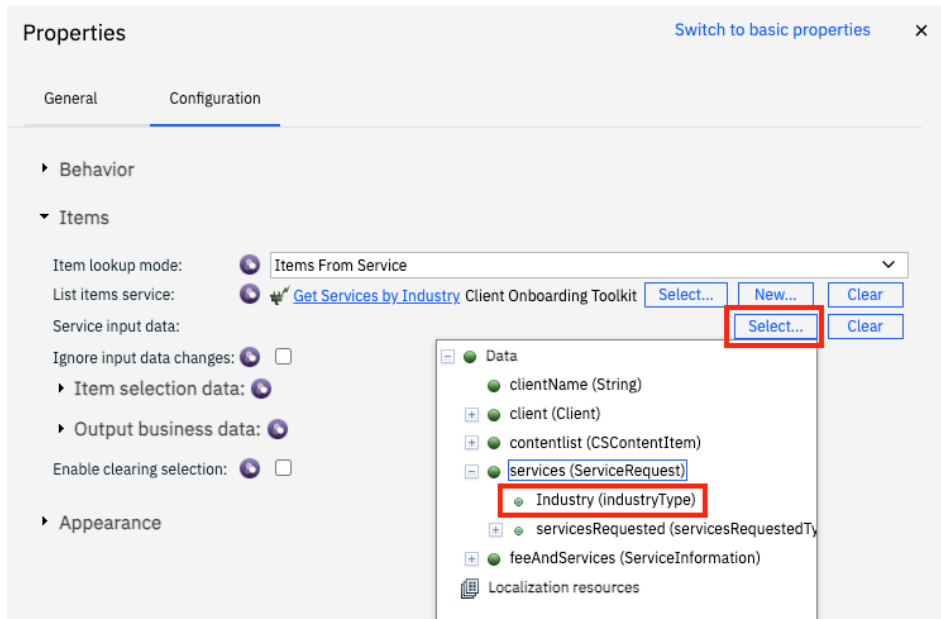 Properties Switch to basic properties ×
General Configuration
Behavior
Items
Item lookup mode: Items From Service
List items service: Get Services by Industry Client Onboarding Toolkit Select... New... Clear
Service input data: Select... Clear
Ignore input data changes:
Item selection data:
Output business data:
Enable clearing selection:
Appearance
Data
clientName (String)
client (Client)
contentlist (CSContentItem)
services (ServiceRequest)
Industry (industryType)
servicesRequested (servicesRequestedTy
feeAndServices (ServiceInformation)
Localization resources